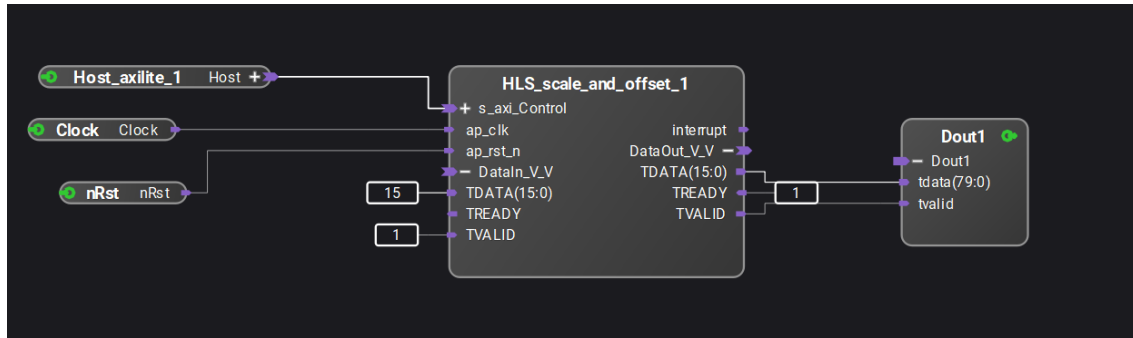 Host_axilite_1 Host +
Clock Clock
nRst nRst
15
1
HLS_scale_and_offset_1
+ s_axi_Control
ap_clk
interrupt
ap_rst_n
DataOut_V_V −
− DataIn_V_V
TDATA(15:0)
TDATA(15:0)
TREADY
TREADY
TVALID
TVALID
1
Dout1
− Dout1
tdata(79:0)
tvalid